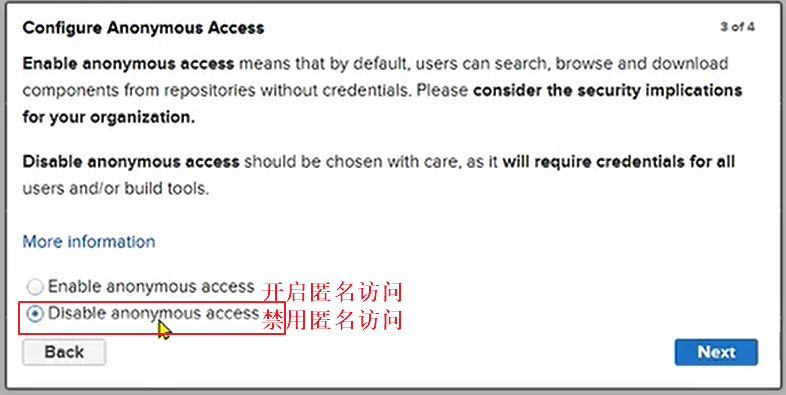 Configure Anonymous Access
3 of 4
Enable anonymous access means that by default, users can search, browse and download
components from repositories without credentials. Please consider the security implications
for your organization.
Disable anonymous access should be chosen with care, as it will require credentials for all
users and/or build tools.
More information
Enable anonymous access 开启匿名访问
Disable anonymous access 禁用匿名访问
Back
Next